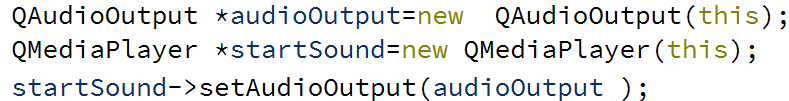 QAudioOutput *audioOutput=new  QAudioOutput(this);
QMediaPlayer *startSound=new QMediaPlayer(this);
startSound->setAudioOutput(audioOutput );